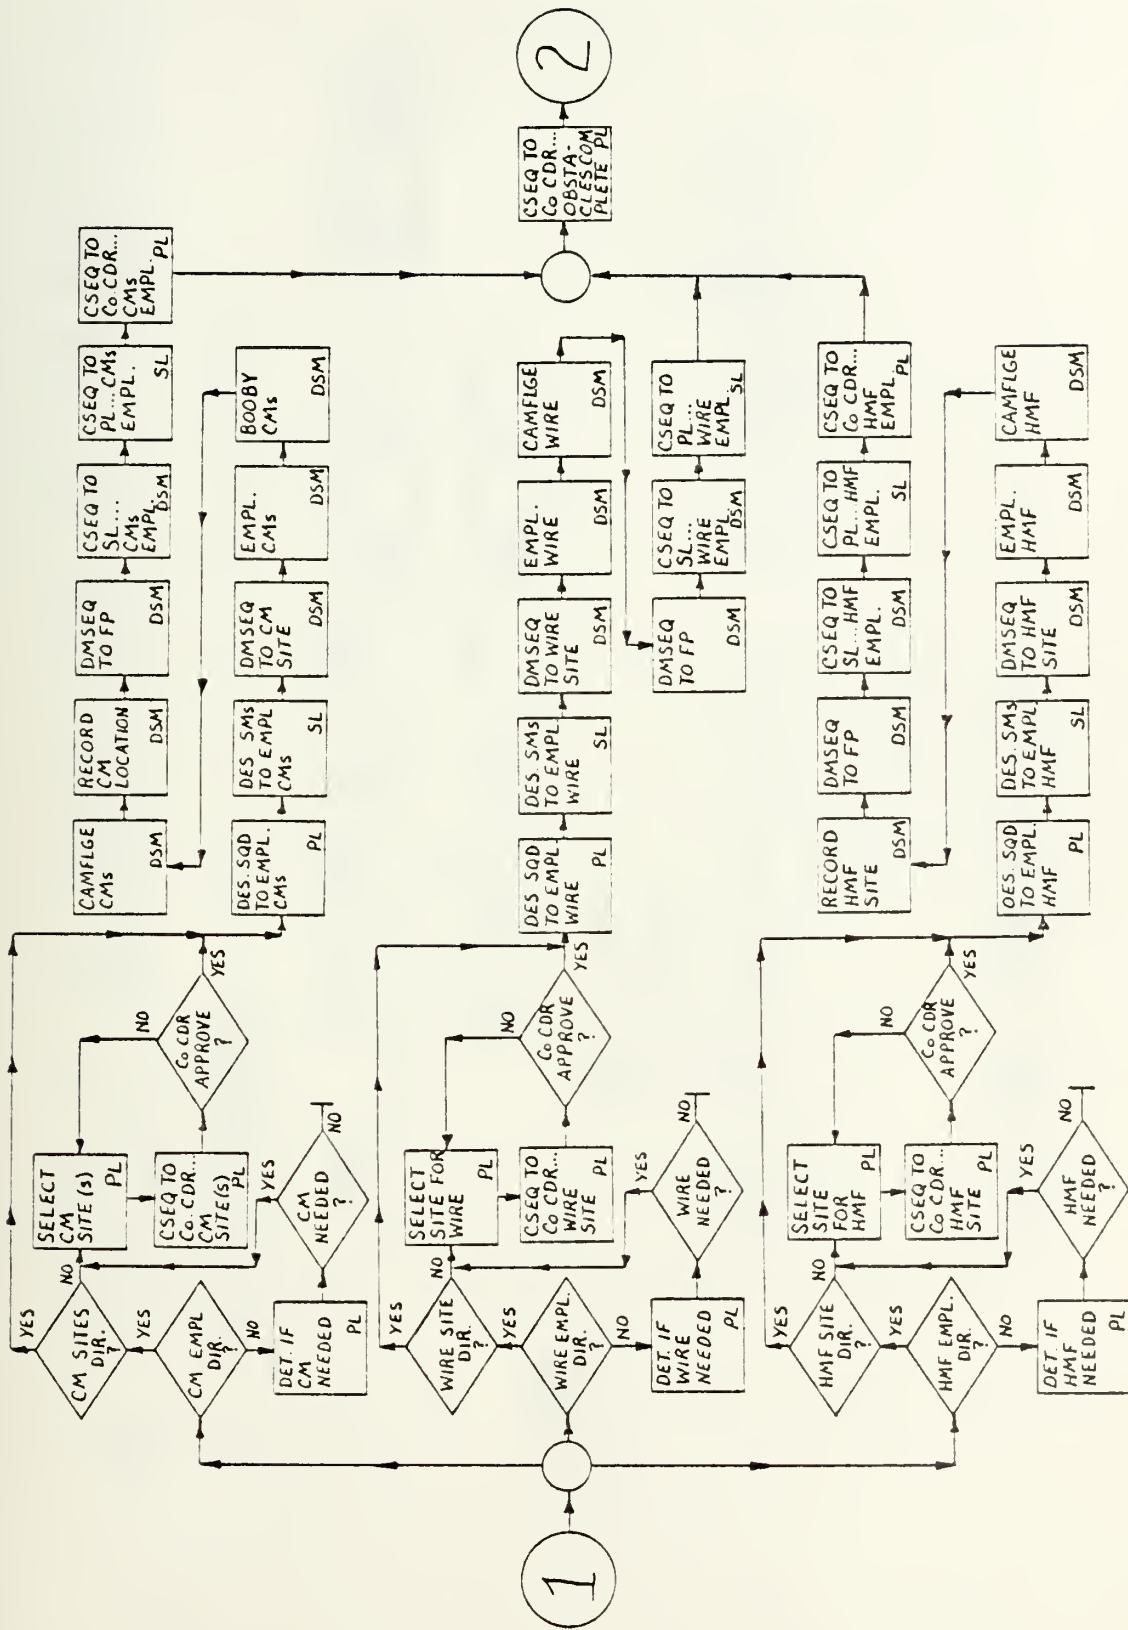 1
CM SITES
DIR.
?
YES
NO
CM EMPL
DIR.
?
YES
NO
DET. IF
CM
NEEDED
PL
CM
NEEDED
?
YES
NO
SELECT
CM
SITE(S)
PL
CSEQ TO
Co. CDR...
CM
SITE(S)
PL
Co CDR
APPROVE
?
NO
YES
DES. SQD
TO EMPL.
CMs
PL
DES SMs
TO EMPL
CMs
SL
DMSEQ
TO CM
SITE
DSM
EMPL.
CMs
DSM
BOOBY
CMs
DSM
CAMFLGE
CMs
DSM
RECORD
CM
LOCATION
DSM
DMSEQ
TO FP
DSM
CSEQ TO
SL...
CMs
EMPL.
DSM
CSEQ TO
PL...CMs
EMPL.
SL
CSEQ TO
Co.CDR...
CMs
EMPL.
PL
WIRE SITE
DIR.
?
YES
NO
WIRE EMPL.
DIR.
?
YES
NO
DET. IF
WIRE
NEEDED
PL
WIRE
NEEDED
?
YES
NO
SELECT
SITE FOR
WIRE
PL
CSEQ TO
Co CDR...
WIRE
SITE
PL
Co CDR
APPROVE
?
NO
YES
DES SQD
TO EMPL.
WIRE
PL
DES. SMS
TO EMPL.
WIRE
SL
DMSEQ
TO WIRE
SITE
DSM
EMPL.
WIRE
DSM
CAMFLGE
WIRE
DSM
DMSEQ
TO FP
DSM
CSEQ TO
SL...
WIRE
EMPL.
DSM
CSEQ TO
PL...
WIRE
EMPL.
SL
HMF SITE
DIR.
?
YES
NO
HMF EMPL.
DIR.
?
YES
NO
DET. IF
HMF
NEEDED
PL
HMF
NEEDED
?
YES
NO
SELECT
SITE
FOR
HMF
PL
CSEQ TO
Co CDR...
HMF
SITE
PL
Co CDR
APPROVE
?
NO
YES
DES. SQD
TO EMPL.
HMF
PL
DES. SMs
TO EMPL.
HMF
SL
DMSEQ
TO HMF
SITE
DSM
EMPL.
HMF
DSM
CAMFLGE
HMF
DSM
RECORD
HMF
SITE
DSM
DMSEQ
TO FP
DSM
CSEQ TO
SL...HMF
EMPL.
DSM
CSEQ TO
PL...HMF
EMPL.
SL
CSEQ TO
Co CDR...
HMF
EMPL.
PL
CSEQ TO
Co CDR...
OBSTA-
CLES COM
PLETE PL
2